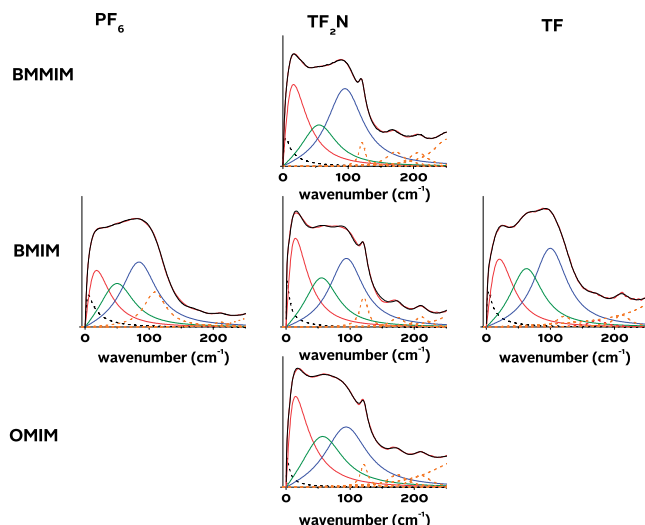 PF₆ TF₂N TF
BMMIM
0 100 200
wavenumber (cm⁻¹)
BMIM
0 100 200 0 100 200 0 100 200
wavenumber (cm⁻¹) wavenumber (cm⁻¹) wavenumber (cm⁻¹)
OMIM
0 100 200
wavenumber (cm⁻¹)